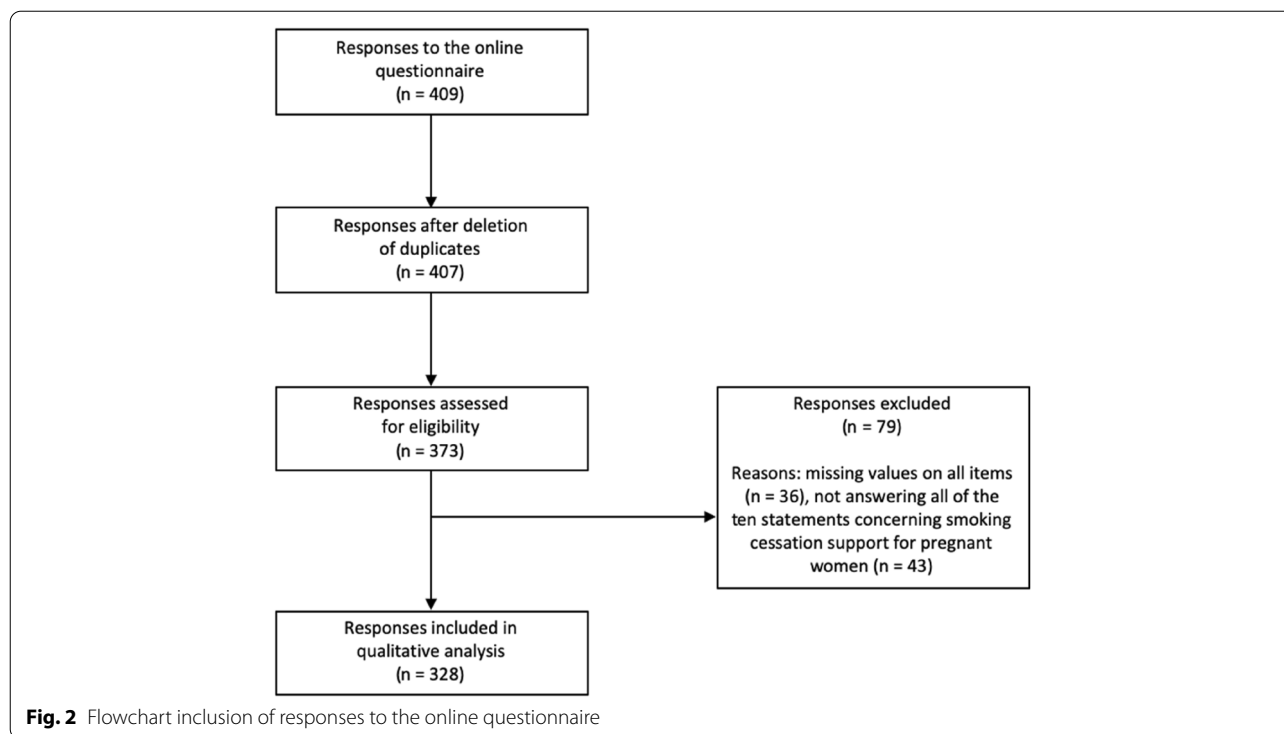 Responses to the online
questionnaire
(n = 409)
Responses after deletion
of duplicates
(n = 407)
Responses assessed
for eligibility
(n = 373)
Responses excluded
(n = 79)
Reasons: missing values on all items
(n = 36), not answering all of the
ten statements concerning smoking
cessation support for pregnant
women (n = 43)
Responses included in
qualitative analysis
(n = 328)
Fig. 2 Flowchart inclusion of responses to the online questionnaire